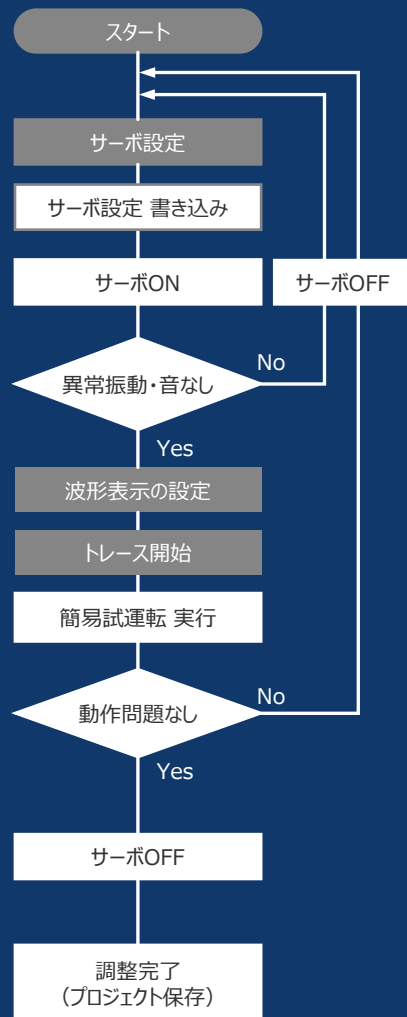 スタート
サーボ設定
サーボ設定 書き込み
サーボON
サーボOFF
異常振動・音なし
No
Yes
波形表示の設定
トレース開始
簡易試運転 実行
動作問題なし
No
Yes
サーボOFF
調整完了
（プロジェクト保存）